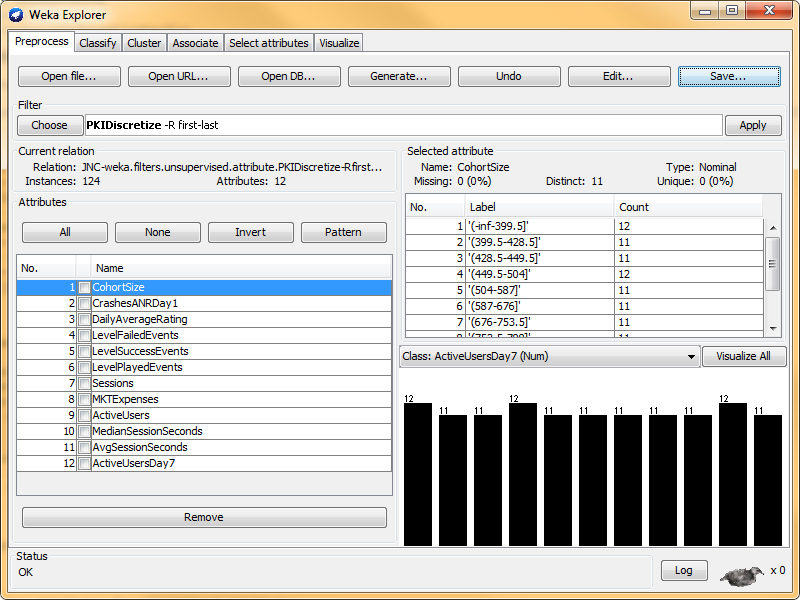 Weka Explorer
Preprocess Classify Cluster Associate Select attributes Visualize
Open file... Open URL... Open DB... Generate... Undo Edit... Save...
Filter
Choose PKIDiscretize -R first-last Apply
Current relation
Relation: JNC-weka.filters.unsupervised.attribute.PKIDiscretize-Rfirst...
Instances: 124 Attributes: 12
Attributes
All None Invert Pattern
No. Name
1 CohortSize
2 CrashesANRDay1
3 DailyAverageRating
4 LevelFailedEvents
5 LevelSuccessEvents
6 LevelPlayedEvents
7 Sessions
8 MKTExpenses
9 ActiveUsers
10 MedianSessionSeconds
11 AvgSessionSeconds
12 ActiveUsersDay7
Remove
Selected attribute
Name: CohortSize Type: Nominal
Missing: 0 (0%) Distinct: 11 Unique: 0 (0%)
No. Label Count
1 '(-inf-399.5]' 12
2 '(399.5-428.5]' 11
3 '(428.5-449.5]' 11
4 '(449.5-504]' 12
5 '(504-587]' 11
6 '(587-676]' 11
7 '(676-753.5]' 11
Class: ActiveUsersDay7 (Num) Visualize All
12 11 11 12 11 11 11 11 11 12 11
Status
OK
Log x 0